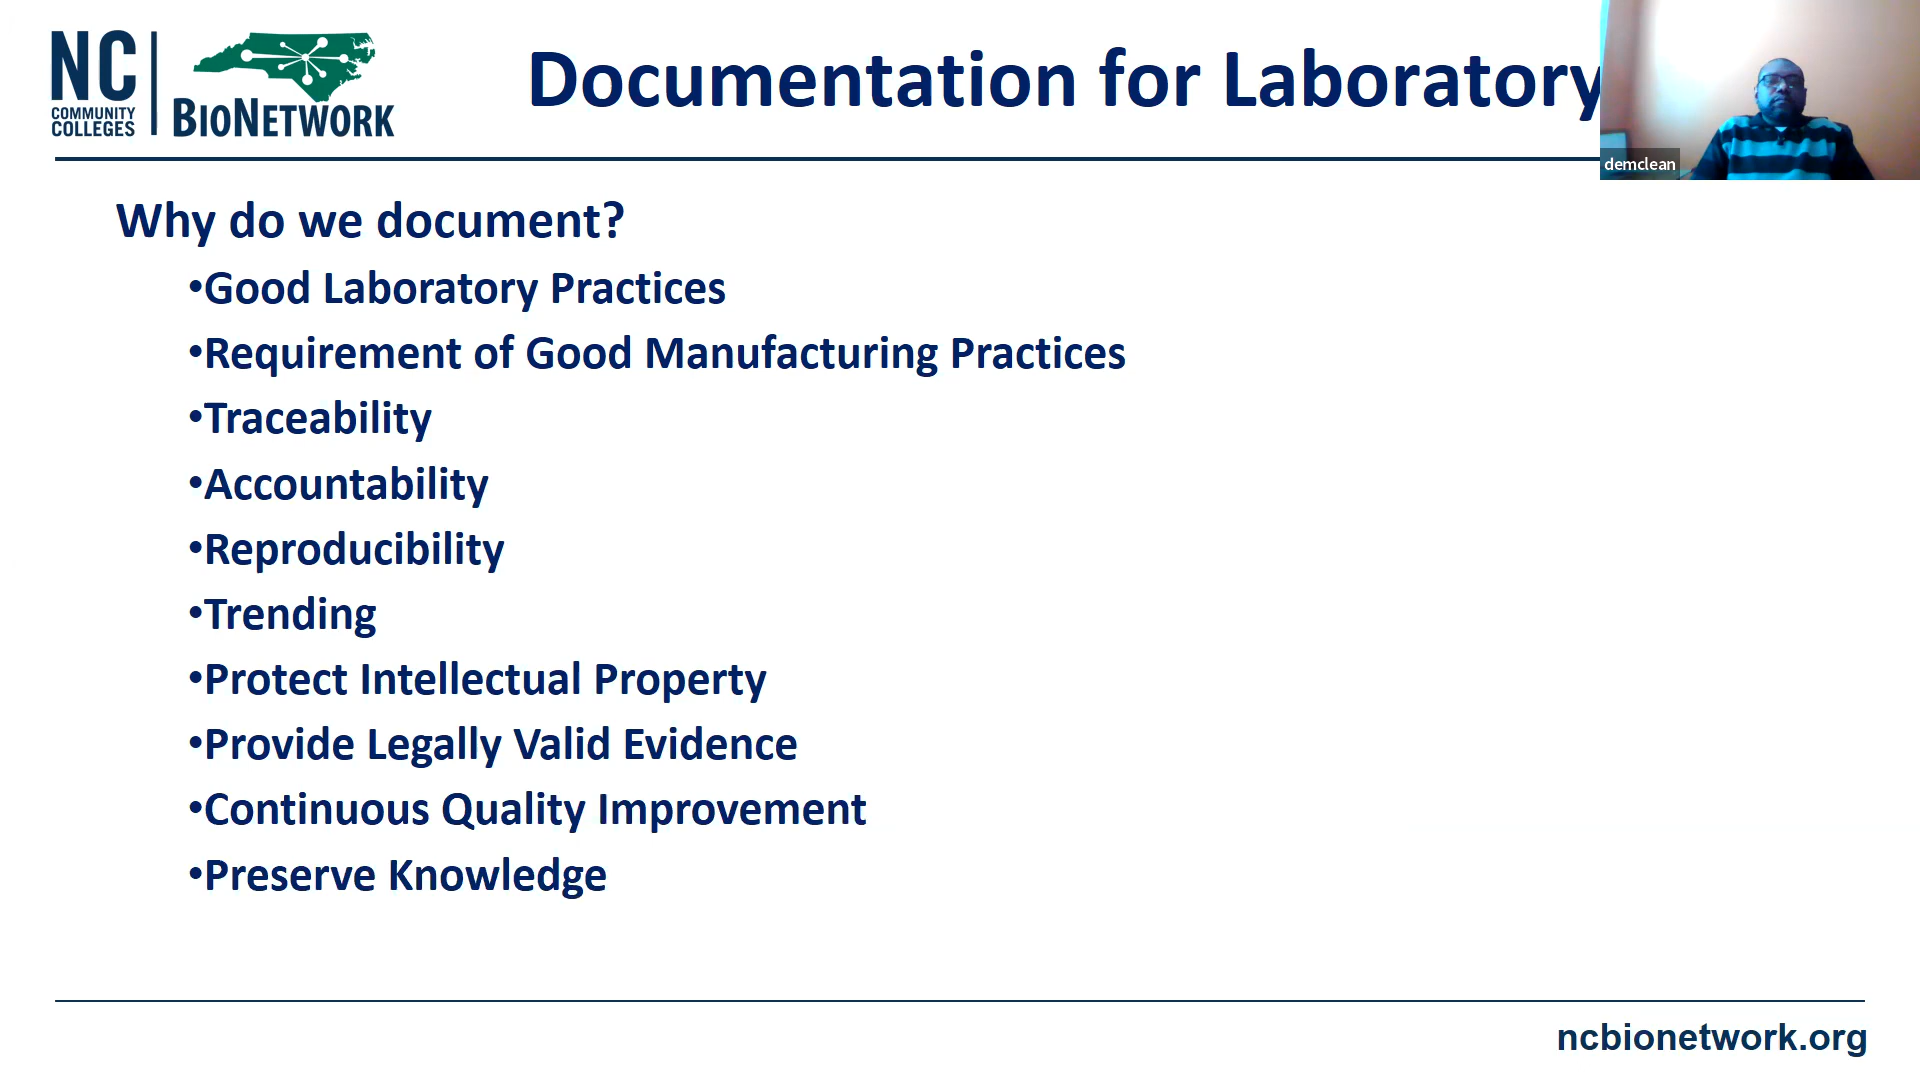 NC
COMMUNITY
COLLEGES
BIONETWORK
Documentation for Laboratory
demclean
Why do we document?
•Good Laboratory Practices
•Requirement of Good Manufacturing Practices
•Traceability
•Accountability
•Reproducibility
•Trending
•Protect Intellectual Property
•Provide Legally Valid Evidence
•Continuous Quality Improvement
•Preserve Knowledge
ncbionetwork.org